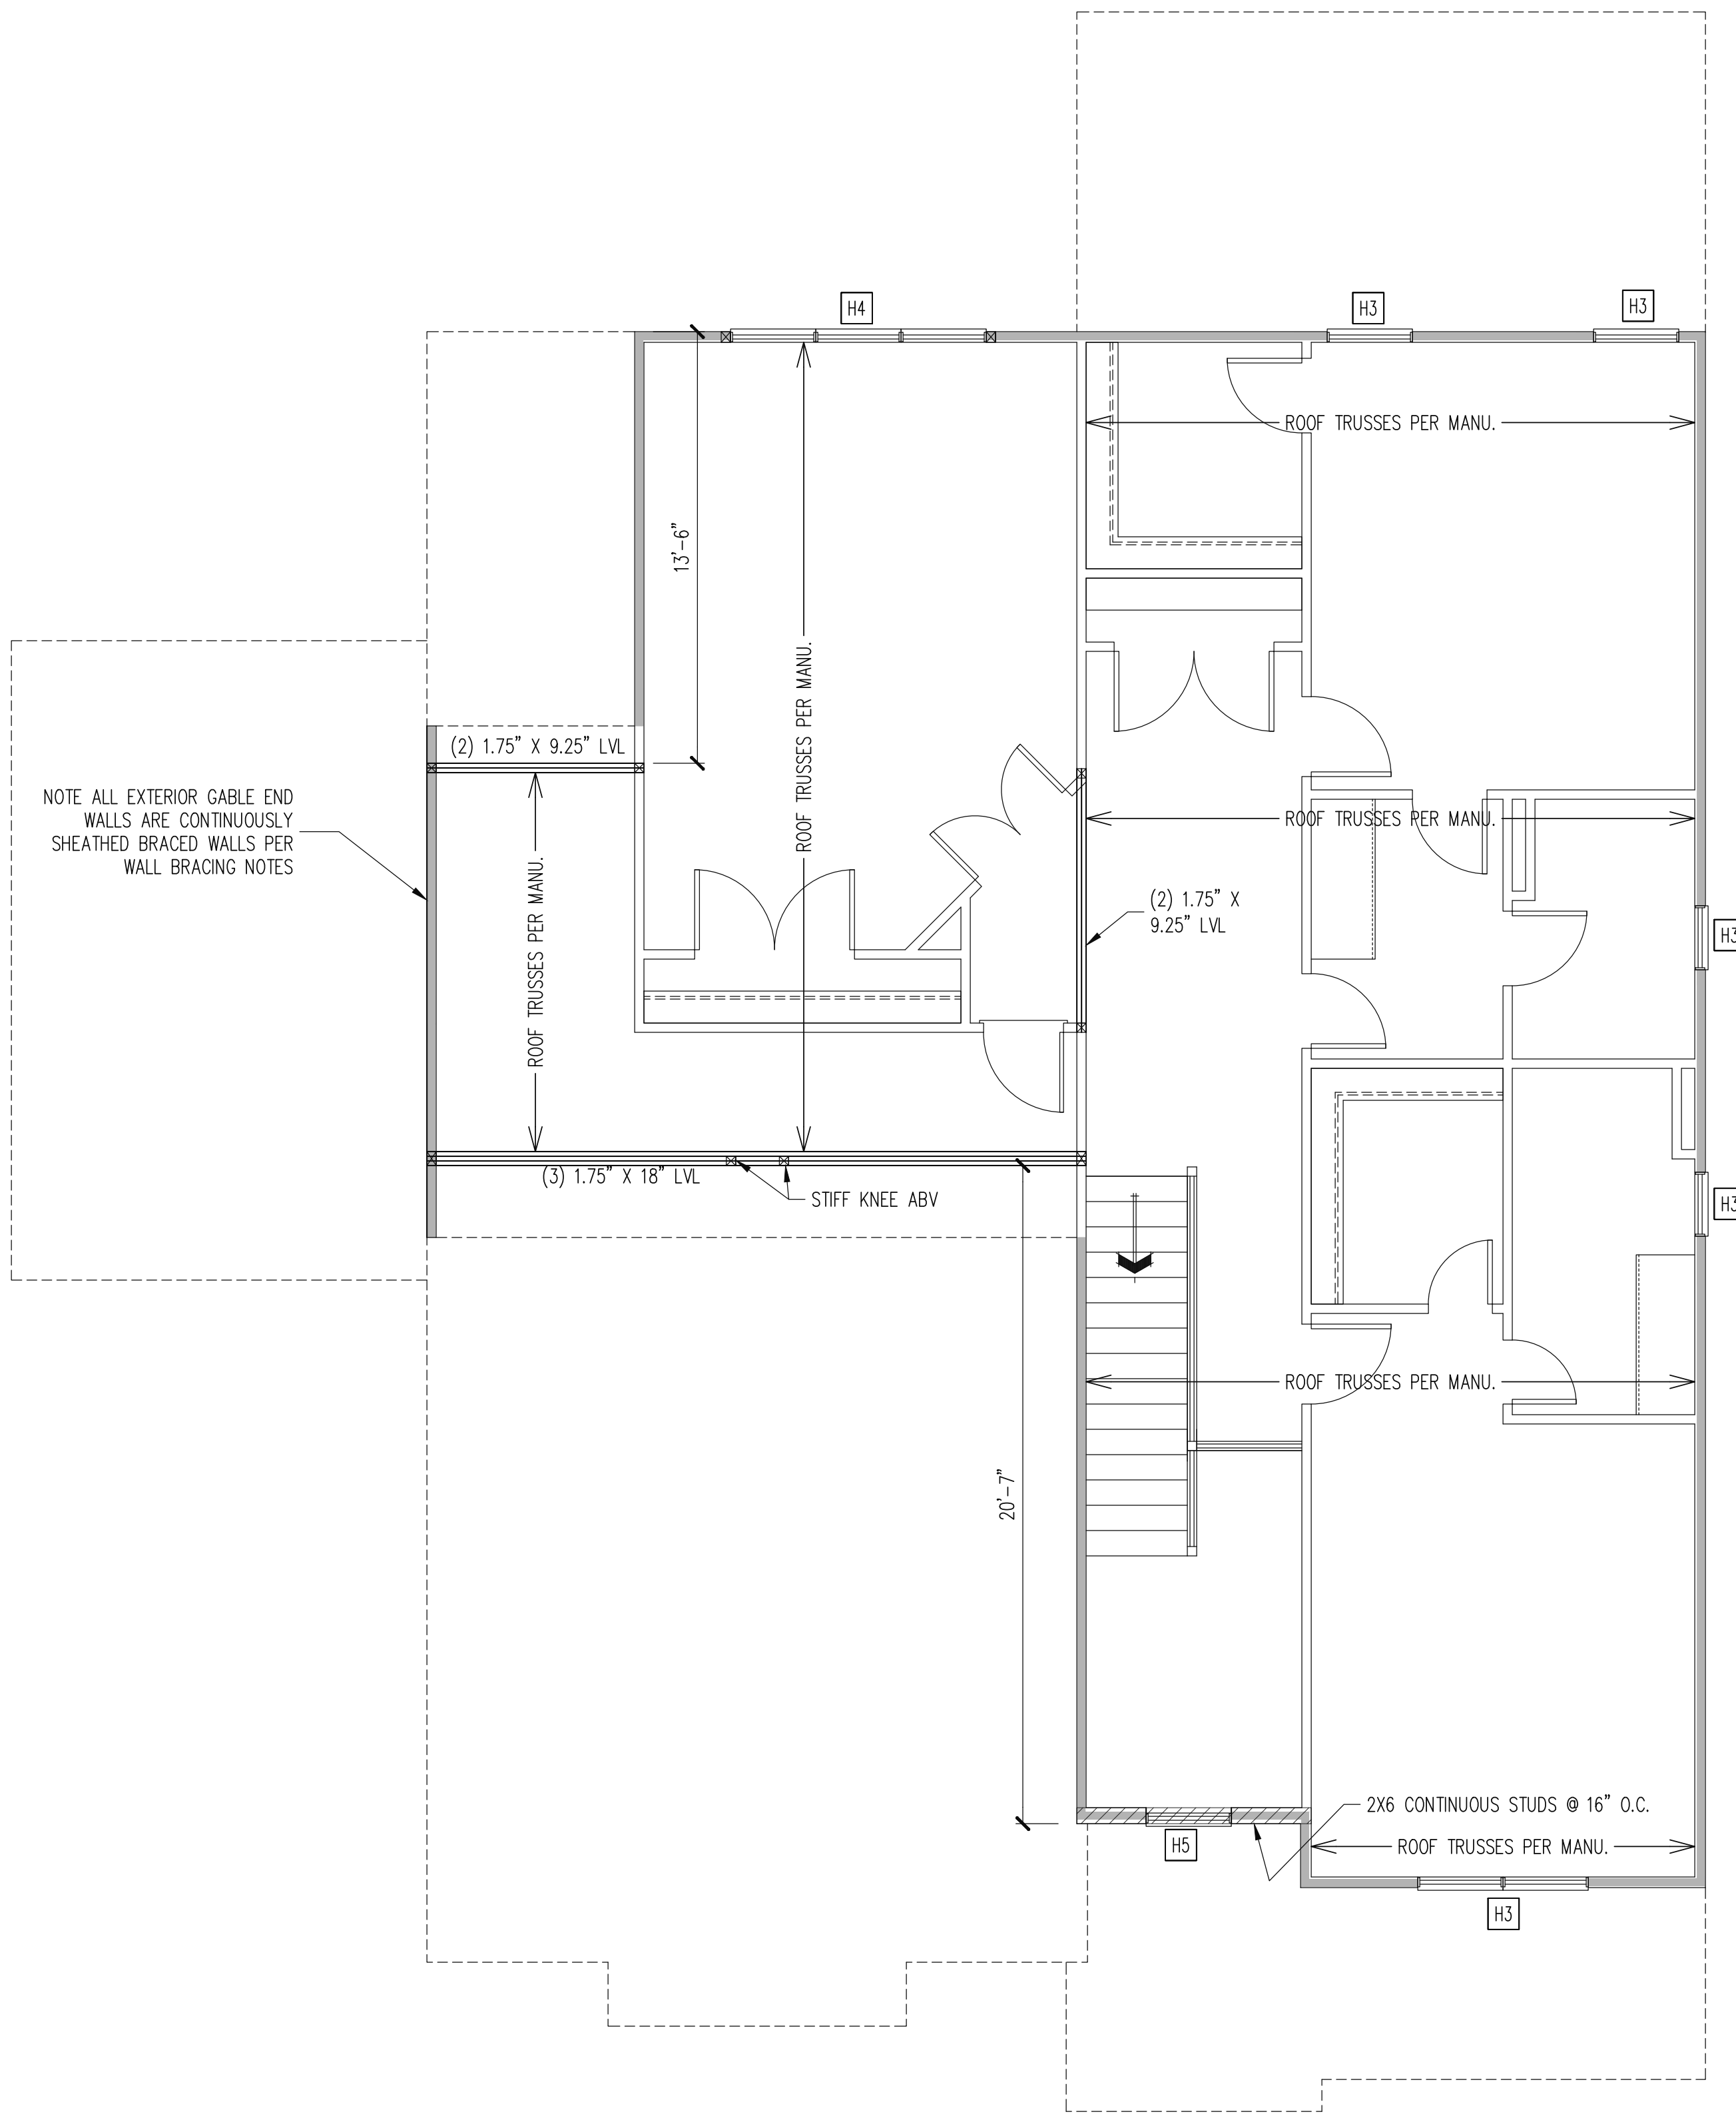 H4
H3
H3
ROOF TRUSSES PER MANU.
13'-6"
ROOF TRUSSES PER MANU.
(2) 1.75" X 9.25" LVL
NOTE ALL EXTERIOR GABLE END
WALLS ARE CONTINUOUSLY
SHEATHED BRACED WALLS PER
WALL BRACING NOTES
ROOF TRUSSES PER MANU.
ROOF TRUSSES PER MANU.
(2) 1.75" X
9.25" LVL
H3
(3) 1.75" X 18" LVL
STIFF KNEE ABV
H3
ROOF TRUSSES PER MANU.
20'-7"
2X6 CONTINUOUS STUDS @ 16" O.C.
ROOF TRUSSES PER MANU.
H5
H3